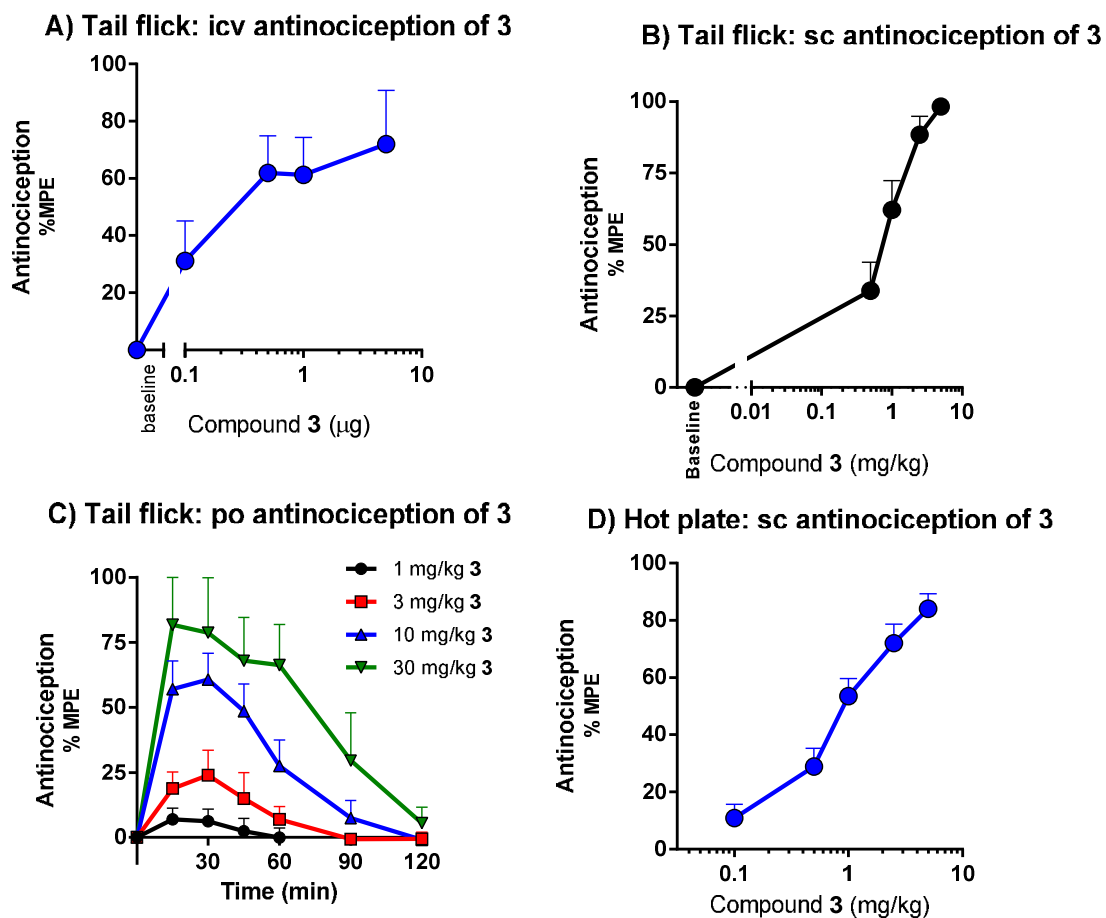 A) Tail flick: icv antinociception of 3
100
80
60
40
20
0
Antinociception
%MPE
baseline
0.1
1
10
Compound 3 (μg)
B) Tail flick: sc antinociception of 3
100
75
50
25
0
Antinociception
% MPE
Baseline
0.01
0.1
1
10
Compound 3 (mg/kg)
C) Tail flick: po antinociception of 3
100
75
50
25
0
Antinociception
% MPE
1 mg/kg 3
3 mg/kg 3
10 mg/kg 3
30 mg/kg 3
30
60
90
120
Time (min)
D) Hot plate: sc antinociception of 3
100
80
60
40
20
0
Antinociception
% MPE
0.1
1
10
Compound 3 (mg/kg)